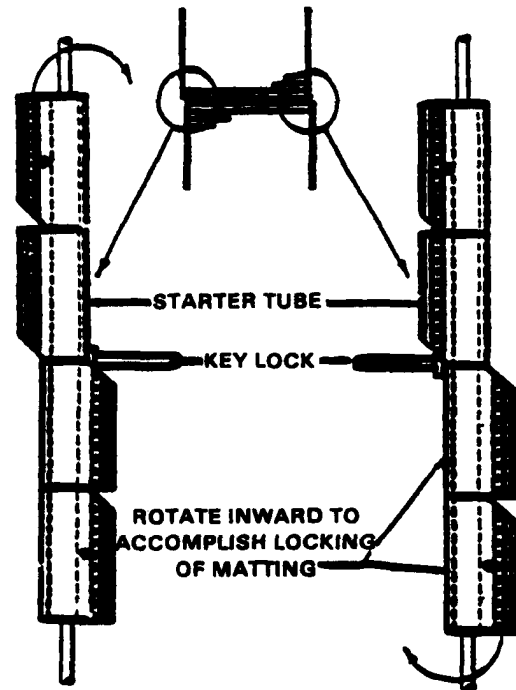 STARTER TUBE
KEY LOCK
ROTATE INWARD TO
ACCOMPLISH LOCKING
OF MATTING